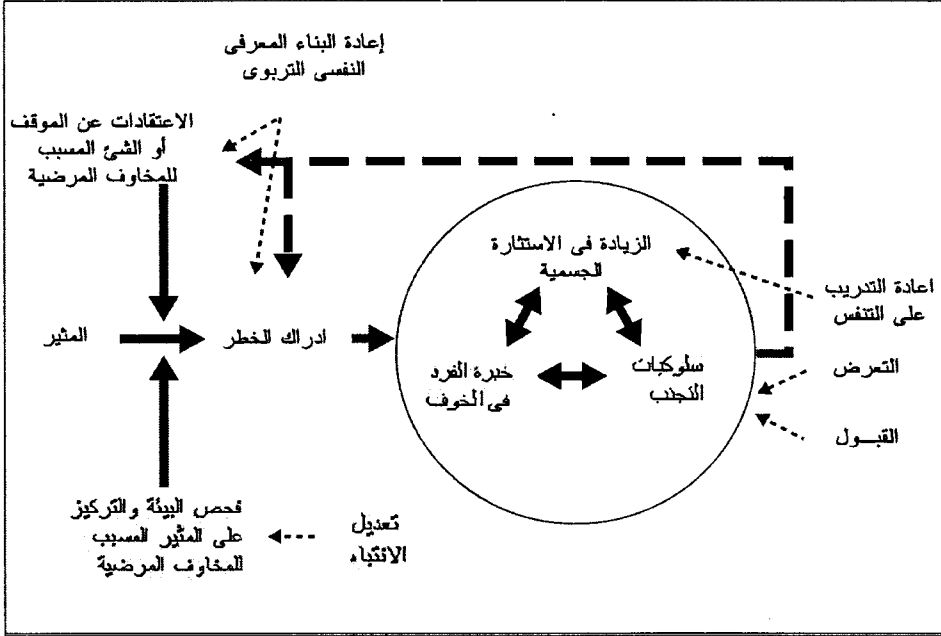 إعادة البناء المعرفى
النفسى التربوى
الاعتقادات عن الموقف
أو الشئ المسبب
للمخاوف المرضية
الزيادة فى الاستثارة
الجسمية
اعادة التدريب
على التنفس
المثير
ادراك الخطر
خبرة الفرد
فى الخوف
سلوكيات
التجنب
التعرض
القبـــول
فحص البيئة والتركيز
على المثير المسبب
للمخاوف المرضية
تعديل
الانتباه